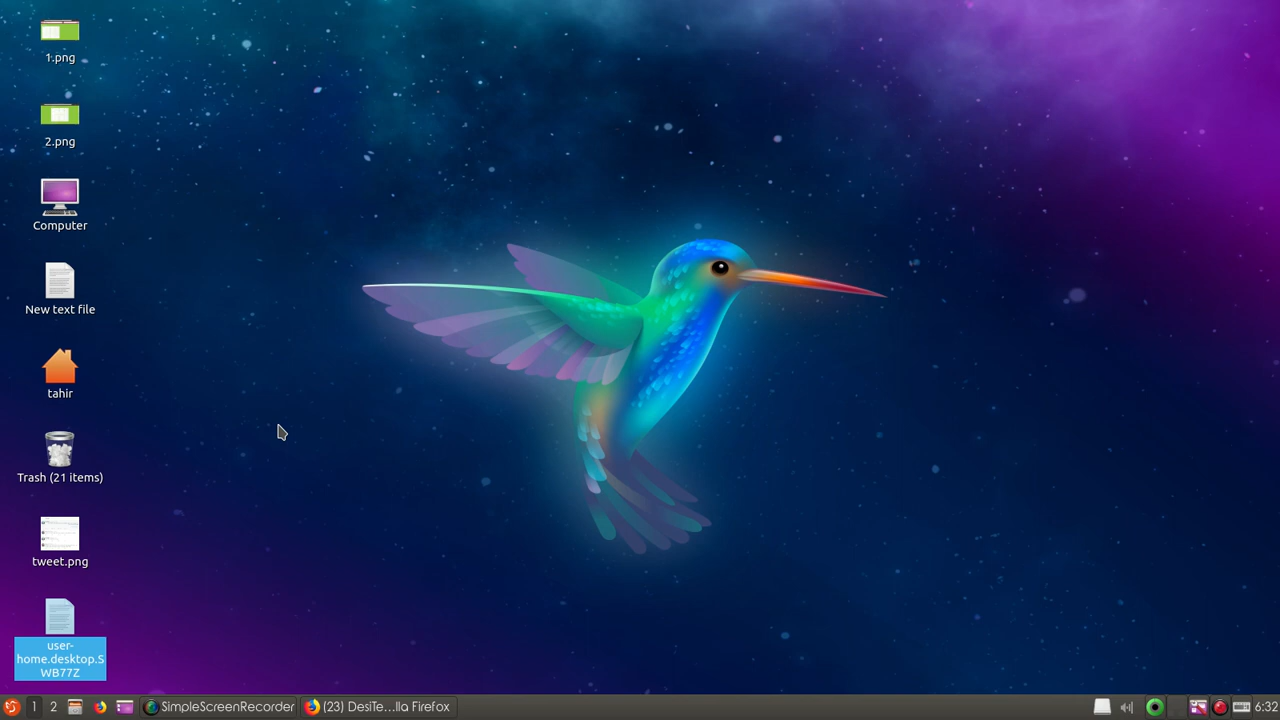 1.png
2.png
Computer
New text file
tahir
Trash (21 items)
tweet.png
user-
home.desktop.S
WB77Z
1 2 SimpleScreenRecorder (23) DesiTe...lla Firefox 6:32